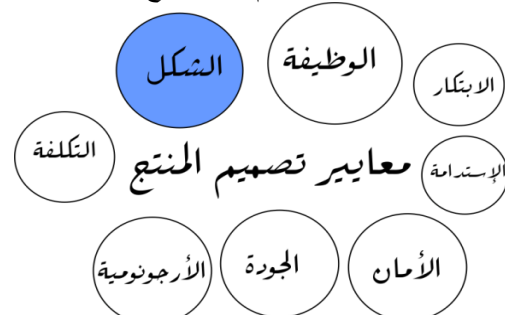 الوظيفة
الشكل
الابتكار
التكلفة
معايير تصميم المنتج
الإستدامة
الأمان
الجودة
الأرجونومية